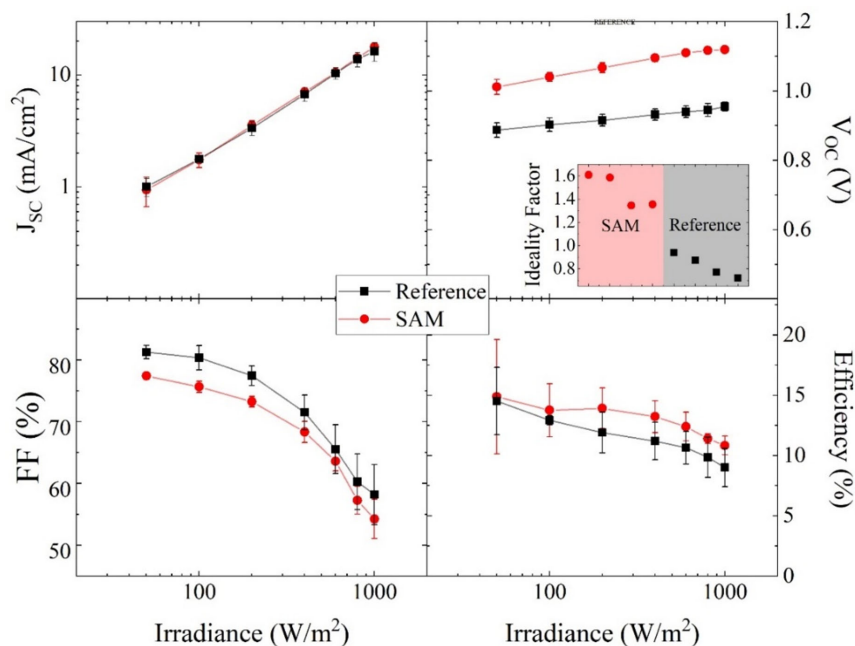 REFERENCE
10
1
J_SC (mA/cm²)
1.2
1.0
0.8
0.6
V_OC (V)
1.6
1.4
1.0
0.8
Ideality Factor
SAM
Reference
Reference
SAM
80
70
60
50
FF (%)
20
15
10
5
0
Efficiency (%)
100
1000
100
1000
Irradiance (W/m²)
Irradiance (W/m²)